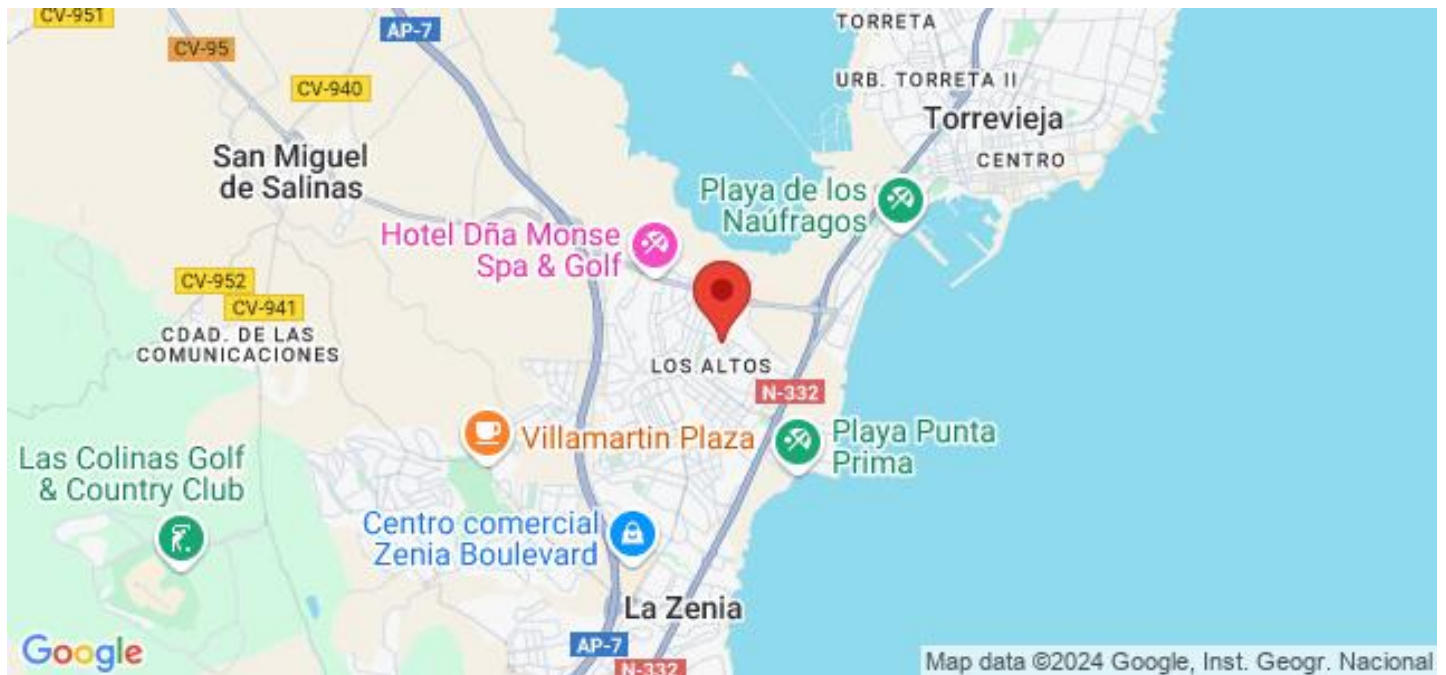 CV-951
AP-7
TORRETA
CV-95
URB. TORRETA II
CV-940
Torrevieja
CENTRO
San Miguel
de Salinas
Playa de los
Naúfragos
Hotel Dña Monse
Spa & Golf
CV-952
CV-941
CDAD. DE LAS
COMUNICACIONES
LOS ALTOS
N-332
Villamartin Plaza
Playa Punta
Prima
Las Colinas Golf
& Country Club
Centro comercial
Zenia Boulevard
La Zenia
AP-7
N-332
Google
Map data ©2024 Google, Inst. Geogr. Nacional